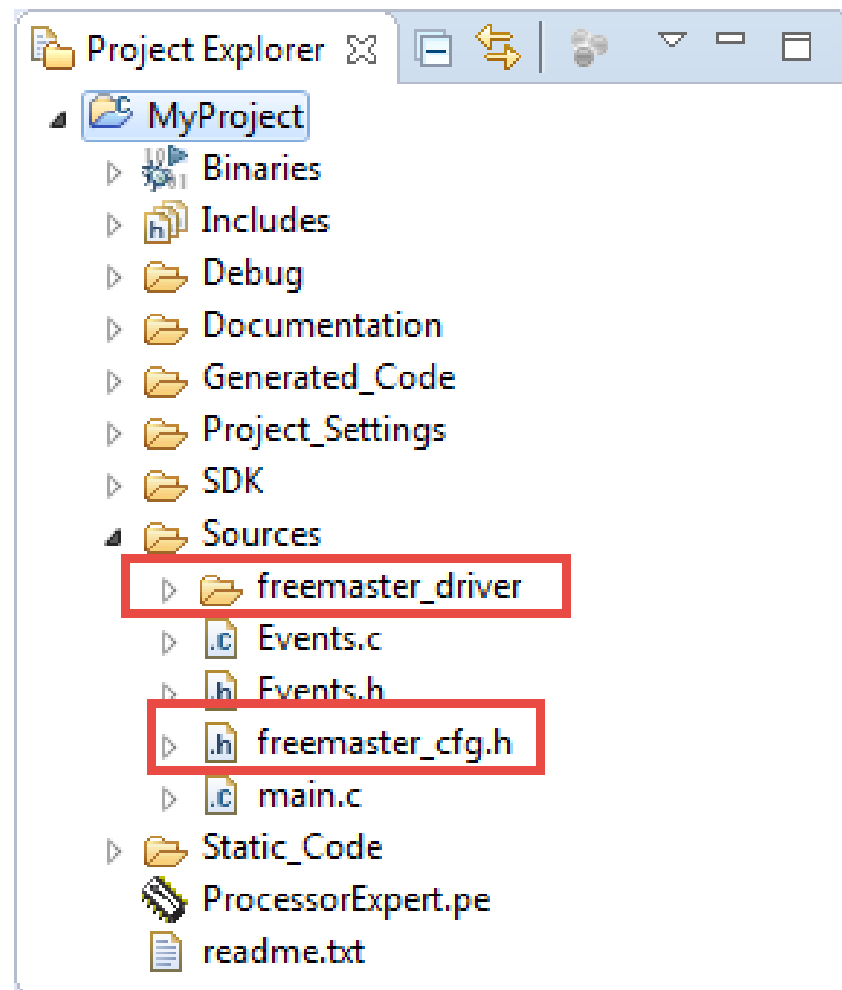 Project Explorer
MyProject
Binaries
Includes
Debug
Documentation
Generated_Code
Project_Settings
SDK
Sources
freemaster_driver
.c Events.c
.h Events.h
.h freemaster_cfg.h
.c main.c
Static_Code
ProcessorExpert.pe
readme.txt